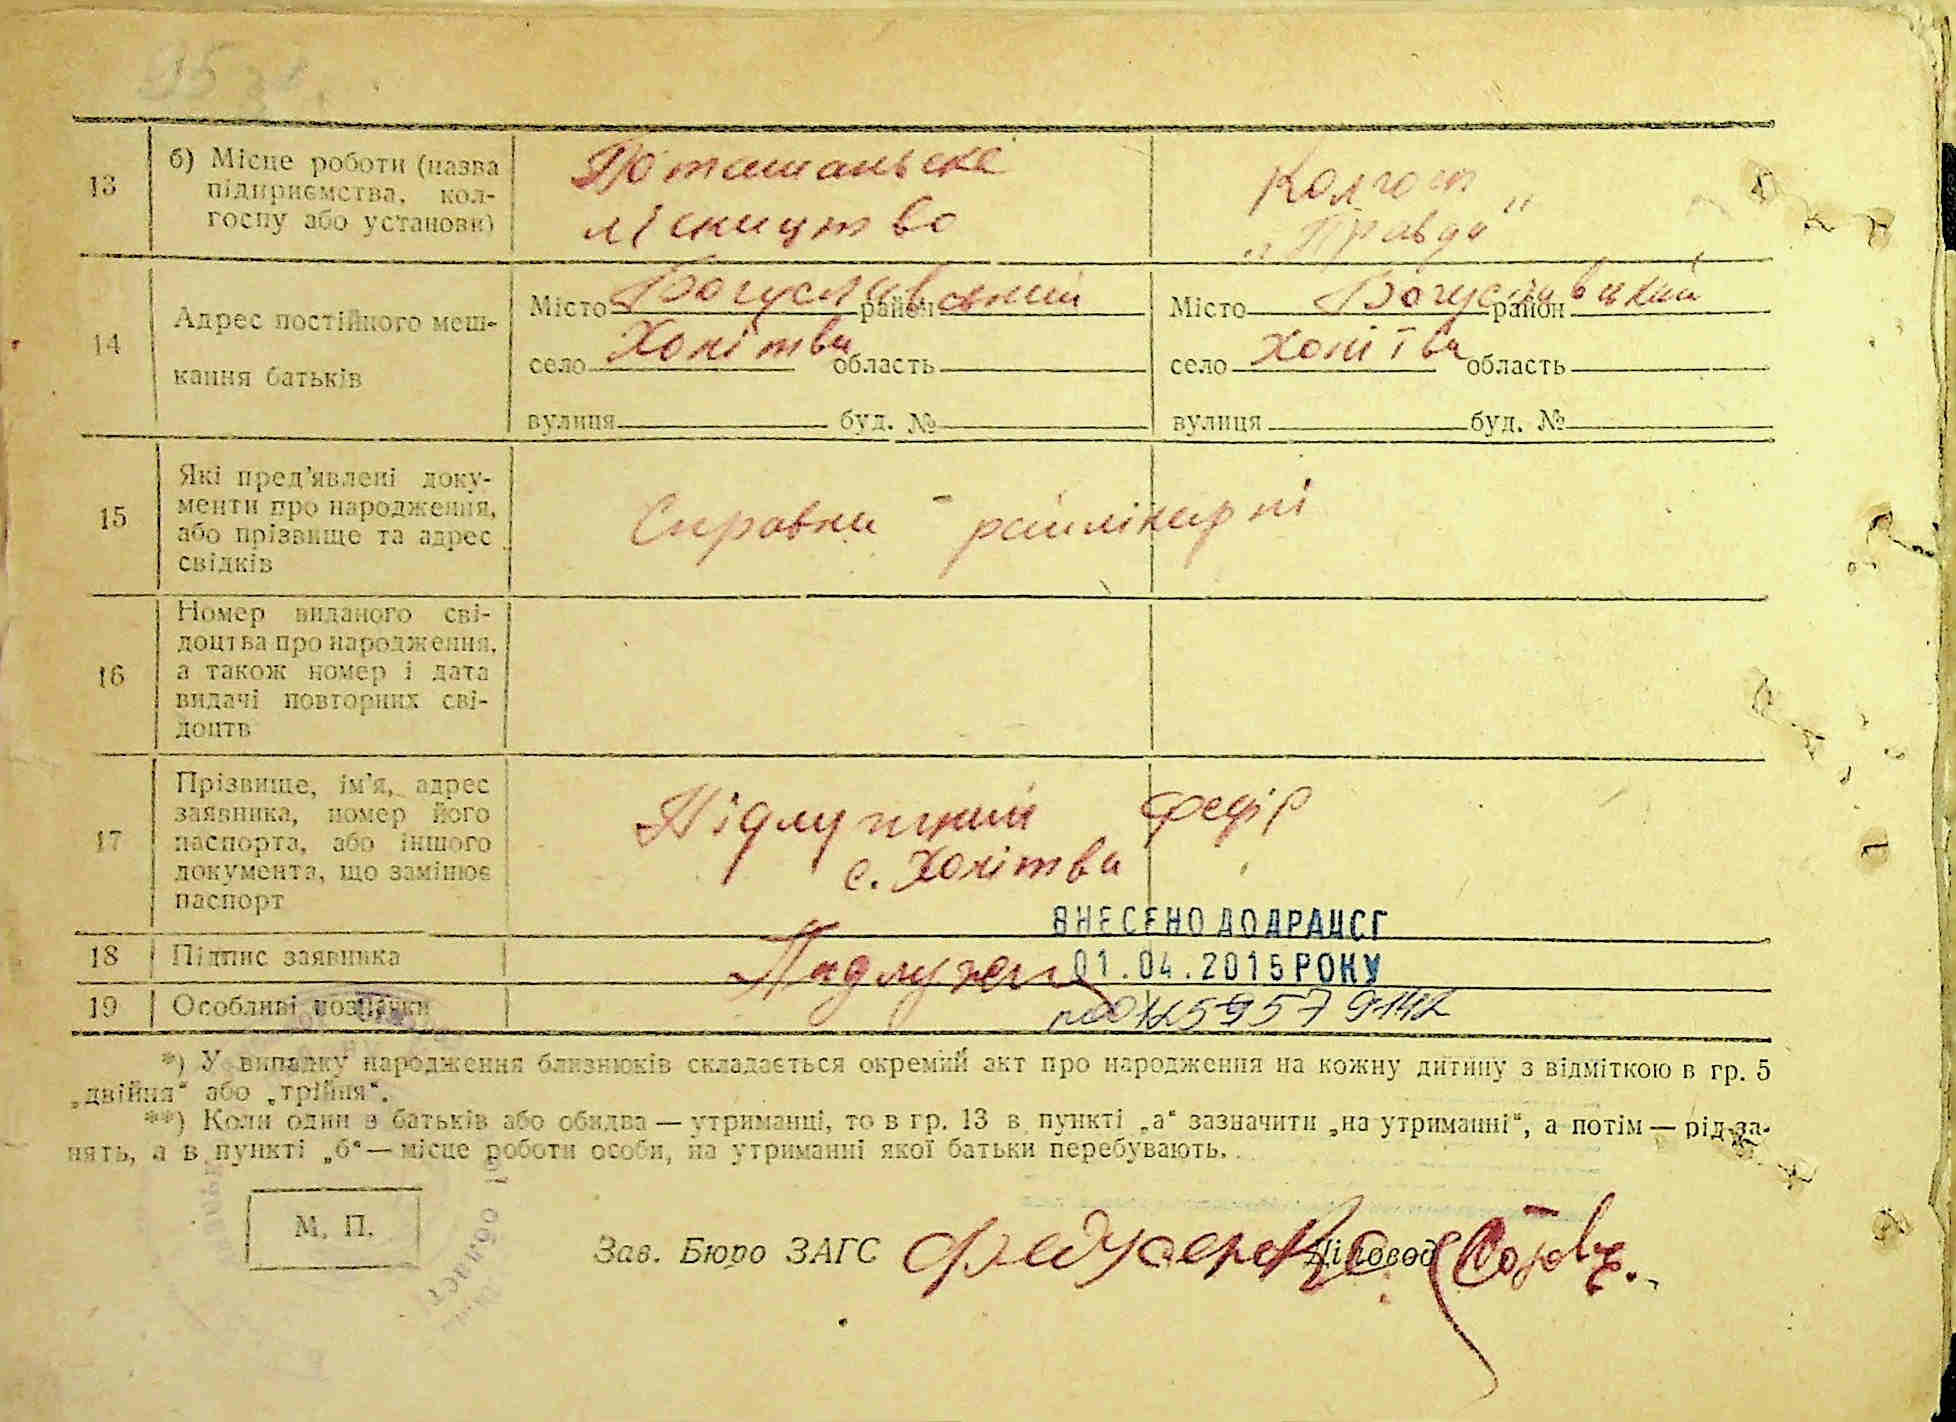 13
б) Місце роботи (назва
підприємства, кол-
госпу або установи)
Поташаньске
лісництво
Колгосп
„Правда"
14
Адрес постійного меш-
кання батьків
Місто Богуславський район
село Хохітва область
вулиця буд. №
Місто Богуславський район
село Хохітва область
вулиця буд. №
15
Які пред'явлені доку-
менти про народження,
або прізвище та адрес
свідків
Справка райлікарні
16
Номер виданого сві-
доцтва про народження,
а також номер і дата
видачі повторних сві-
доцтв
17
Прізвище, ім'я, адрес
заявника, номер його
паспорта, або іншого
документа, що замінює
паспорт
Підлужний Федір
с. Хохітва
ВНЕСЕНО ДО ДРАЦСГ
18
Підпис заявника
01.04.2015 РОКУ
19
Особливі позначки
*) У випадку народження близнюків складається окремий акт про народження на кожну дитину з відміткою в гр. 5
„двійня“ або „трійня“.
**) Коли один з батьків або обидва — утриманці, то в гр. 13 в пункті „а“ зазначити „на утриманні“, а потім — рід за-
нять, а в пункті „б“ — місце роботи особи, на утриманні якої батьки перебувають.
М. П.
Зав. Бюро ЗАГС
Діловод